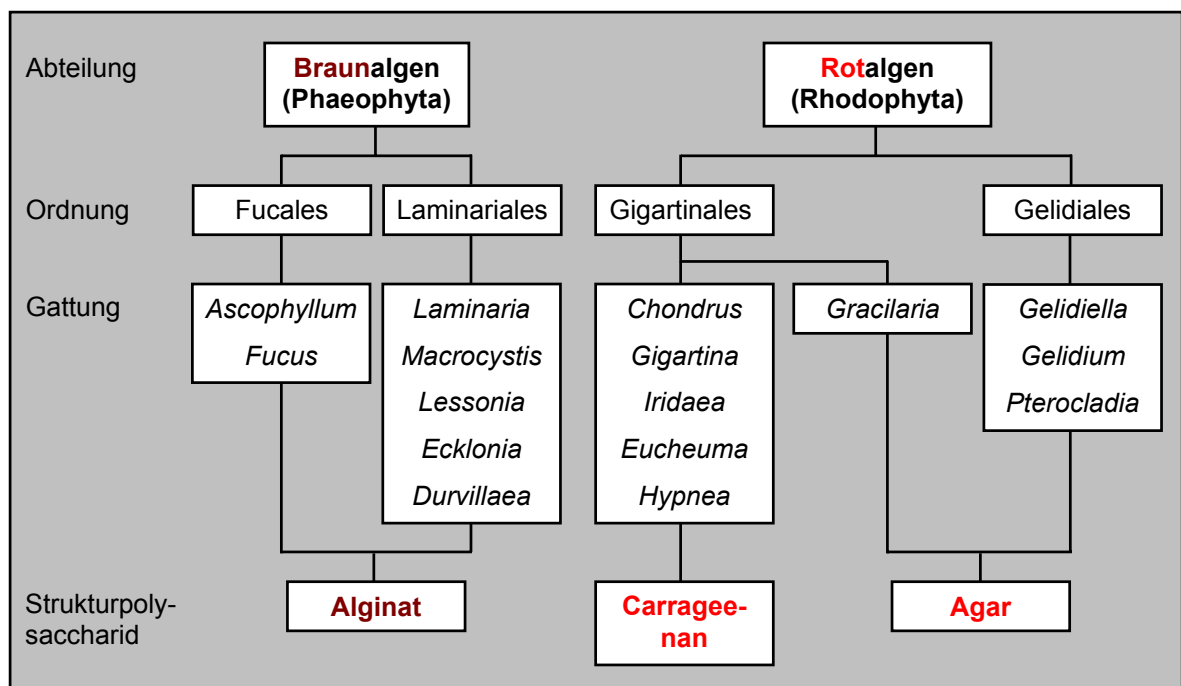 Abteilung
Braunalgen
(Phaeophyta)
Rotalgen
(Rhodophyta)
Ordnung
Fucales
Laminariales
Gigartinales
Gelidiales
Gattung
Ascophyllum
Fucus
Laminaria
Macrocystis
Lessonia
Ecklonia
Durvillaea
Chondrus
Gigartina
Iridaea
Eucheuma
Hypnea
Gracilaria
Gelidiella
Gelidium
Pterocladia
Strukturpoly-
saccharid
Alginat
Carragee-
nan
Agar